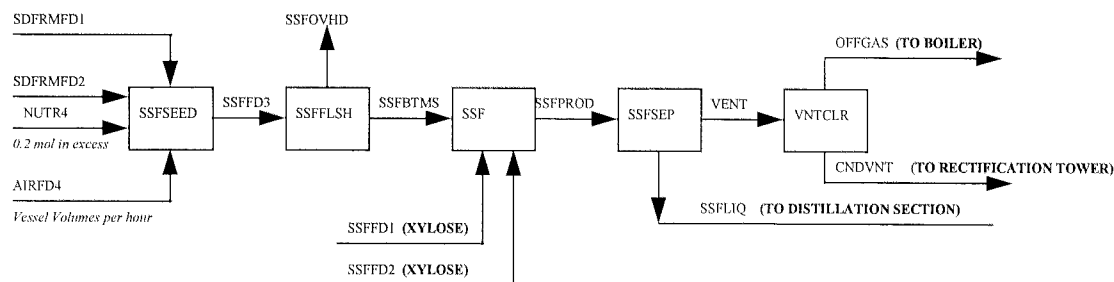 SDFRMFD1
SSFOVHD
OFFGAS (TO BOILER)
SDFRMFD2
SSFSEED
SSFFD3
SSFFLSH
SSFBTMS
SSF
SSFPROD
SSFSEP
VENT
VNTCLR
NUTR4
0.2 mol in excess
CNDVNT (TO RECTIFICATION TOWER)
AIRFD4
Vessel Volumes per hour
SSFLIQ (TO DISTILLATION SECTION)
SSFFD1 (XYLOSE)
SSFFD2 (XYLOSE)